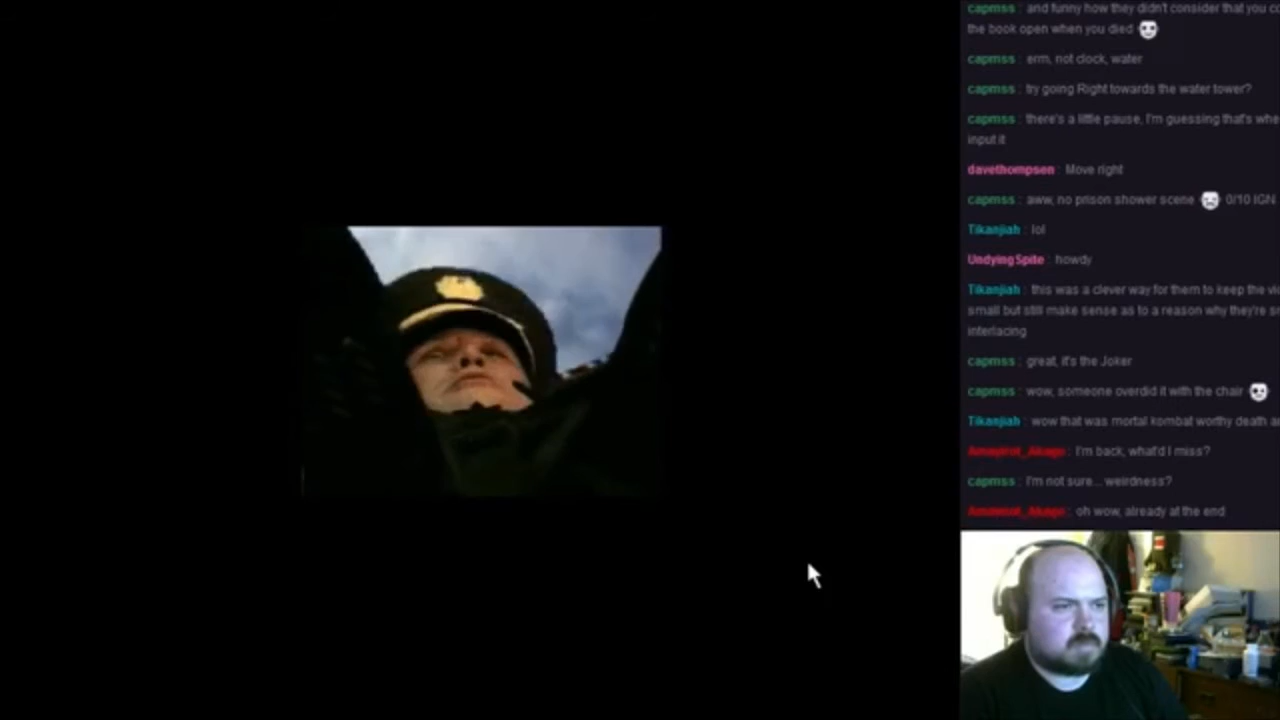 capmss : and funny how they didn't consider that you
the book open when you died
capmss : erm, not clock, water
capmss : try going Right towards the water tower?
capmss : there's a little pause, I'm guessing that's
input it
davethompsen : Move right
capmss : aww, no prison shower scene 0/10 IGN
Tikanjiah : lol
UndyingSpite : howdy
Tikanjiah : this was a clever way for them to keep the
small but still make sense as to a reason why they're
interlacing
capmss : great, it's the Joker
capmss : wow, someone overdid it with the chair
Tikanjiah : wow that was mortal kombat worthy death
: I'm back, what'd I miss?
capmss : I'm not sure... weirdness?
: oh wow, already at the end